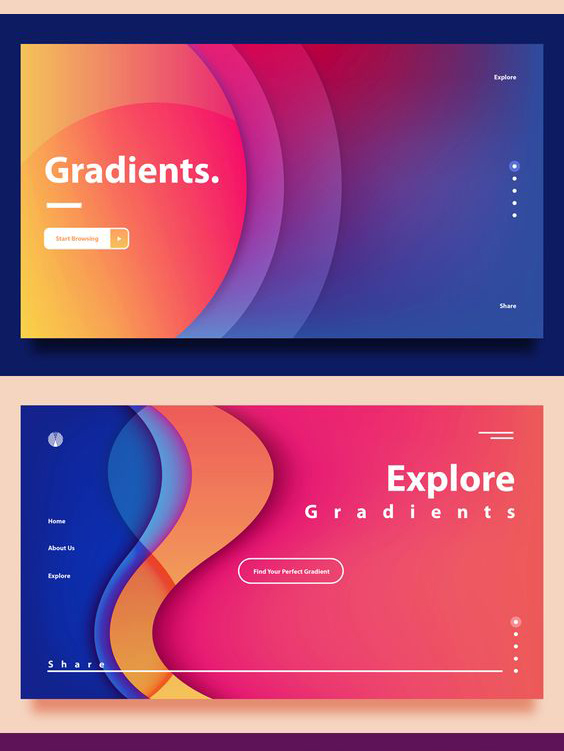 Explore
Gradients.
Start Browsing
Share
Explore
Gradients
Home
About Us
Find Your Perfect Gradient
Explore
Share